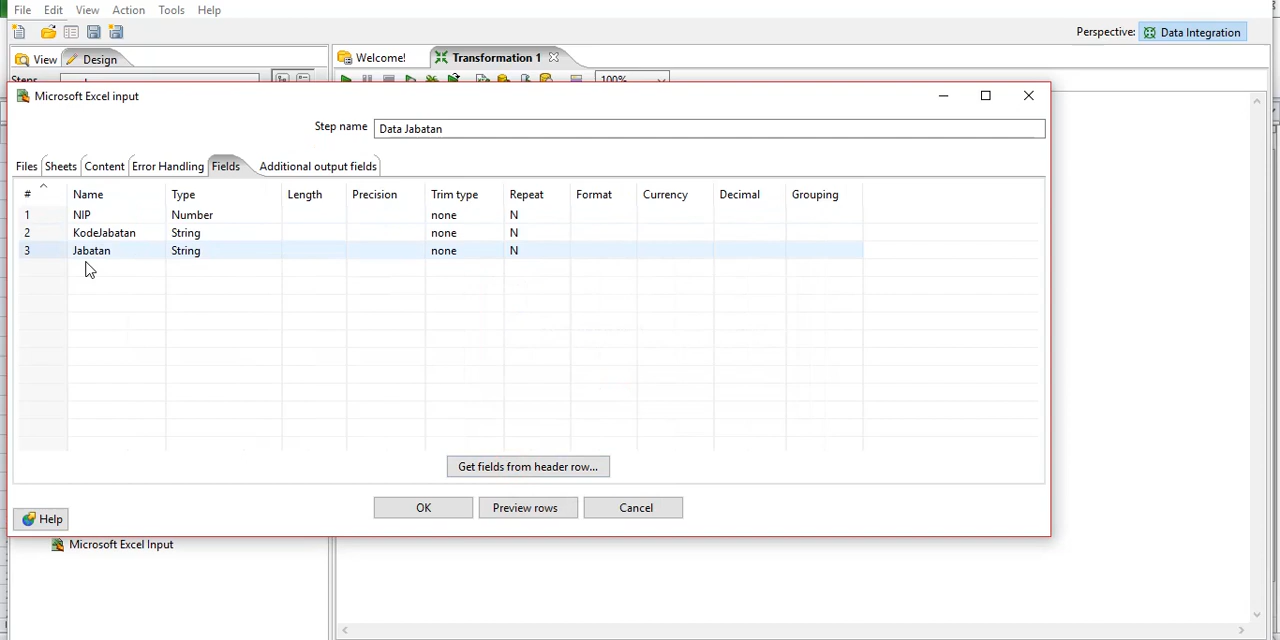 File Edit View Action Tools Help
Perspective: Data Integration
View Design Welcome! Transformation 1
Steps 100%
Microsoft Excel input
Step name Data Jabatan
Files Sheets Content Error Handling Fields Additional output fields
# Name Type Length Precision Trim type Repeat Format Currency Decimal Grouping
1 NIP Number none N
2 KodeJabatan String none N
3 Jabatan String none N
Get fields from header row...
OK Preview rows Cancel
Help
Microsoft Excel Input